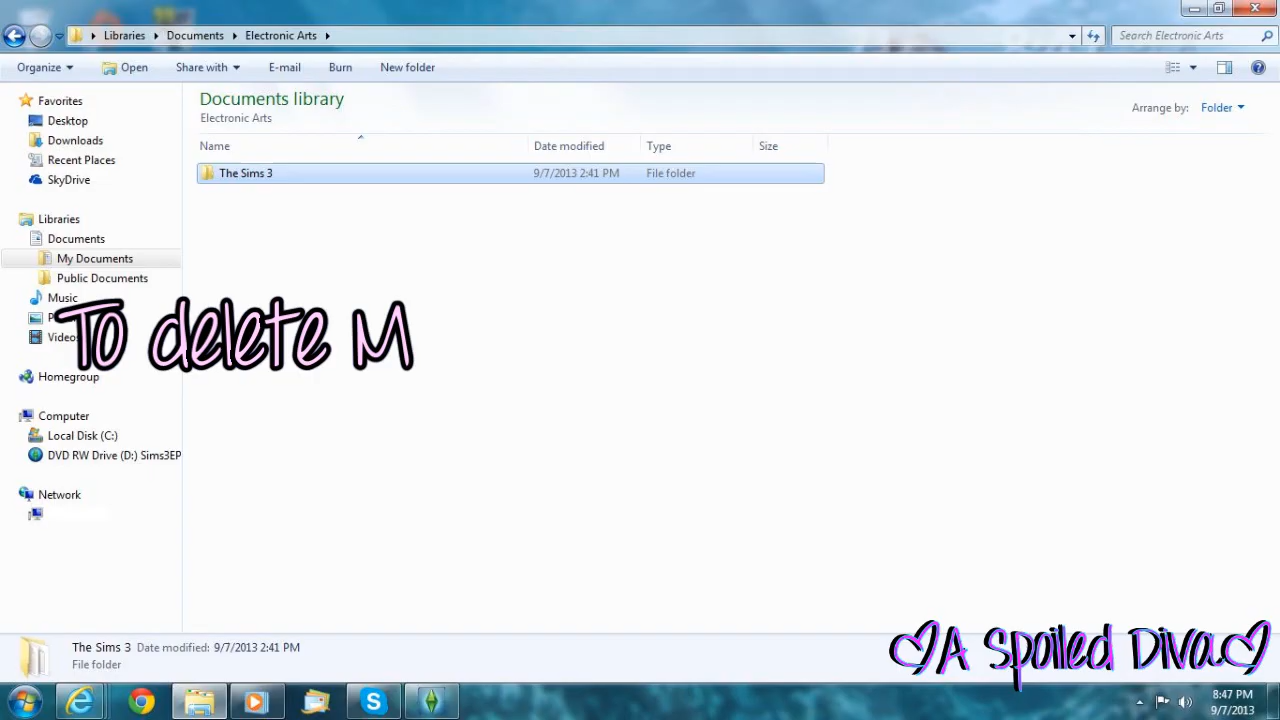 Libraries
Documents
Electronic Arts
Search Electronic Arts
Organize
Open
Share with
E-mail
Burn
New folder
Favorites
Desktop
Downloads
Recent Places
SkyDrive
Libraries
Documents
My Documents
Public Documents
Music
P
Videos
Homegroup
Computer
Local Disk (C:)
DVD RW Drive (D:) Sims3EP
Network
Documents library
Electronic Arts
Arrange by: Folder
Name Date modified Type Size
The Sims 3 9/7/2013 2:41 PM File folder
To delete M
The Sims 3 Date modified: 9/7/2013 2:41 PM
File folder
A Spoiled Diva
8:47 PM
9/7/2013